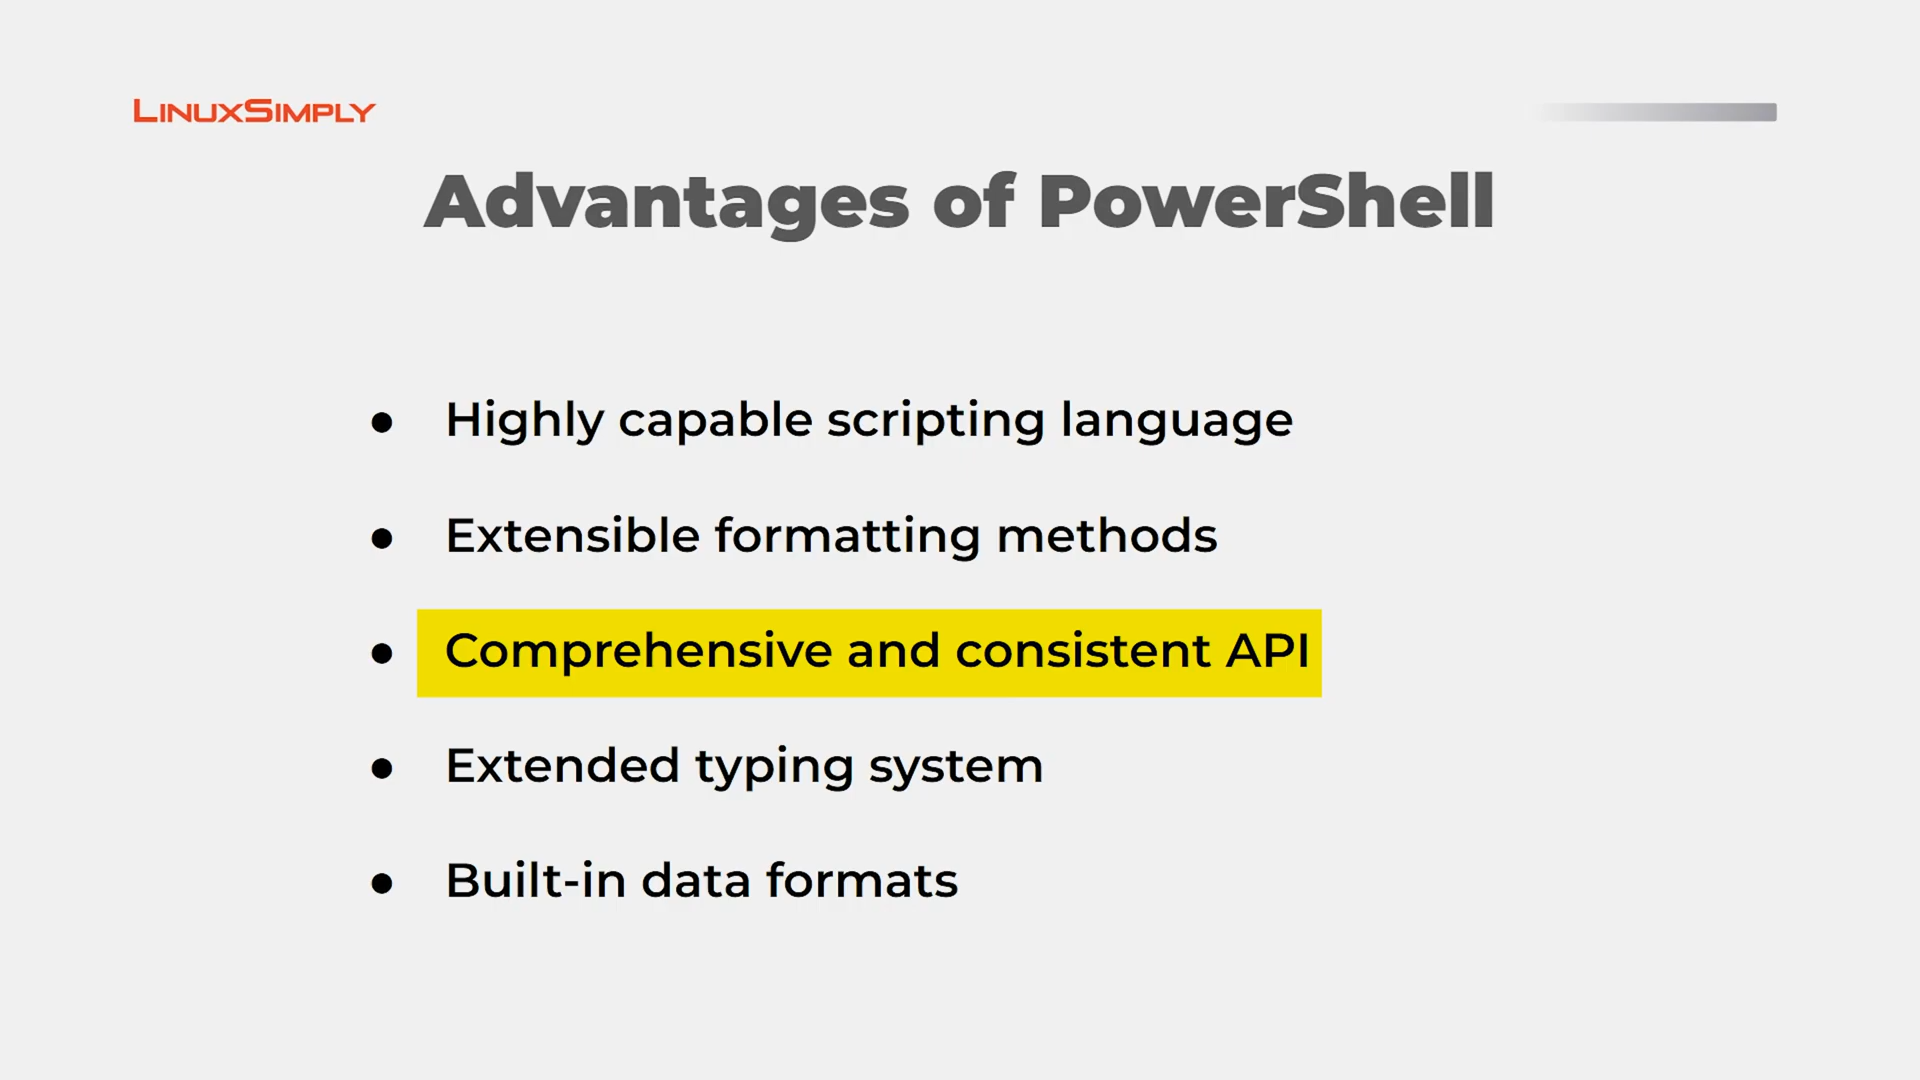 LinuxSimply
Advantages of PowerShell
● Highly capable scripting language
● Extensible formatting methods
● Comprehensive and consistent API
● Extended typing system
● Built-in data formats